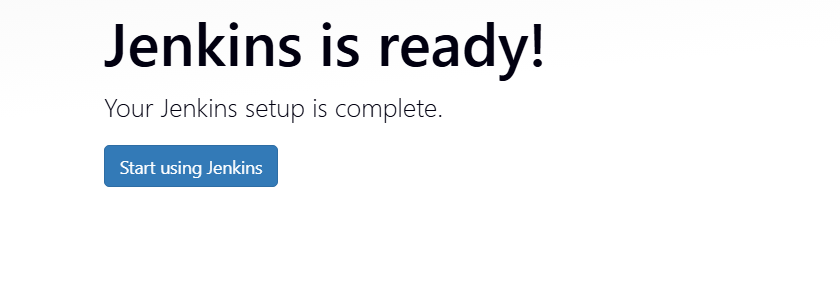 Jenkins is ready!
Your Jenkins setup is complete.
Start using Jenkins